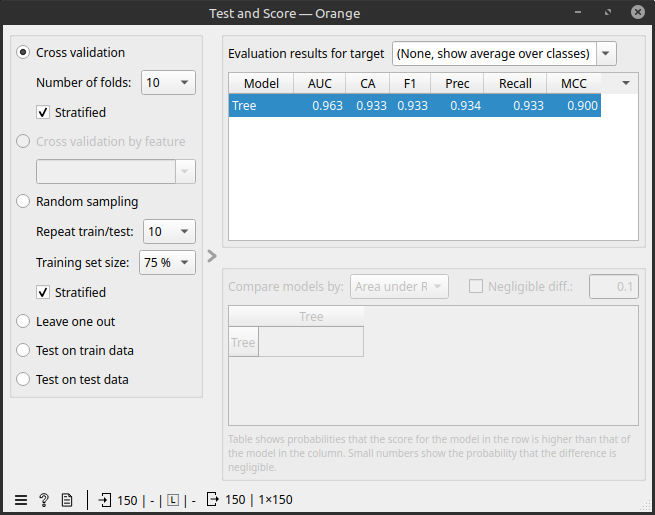 Test and Score — Orange
Cross validation
Number of folds: 10
Stratified
Cross validation by feature
Random sampling
Repeat train/test: 10
Training set size: 75 %
Stratified
Leave one out
Test on train data
Test on test data
Evaluation results for target (None, show average over classes)
Model AUC CA F1 Prec Recall MCC
Tree 0.963 0.933 0.933 0.934 0.933 0.900
Compare models by: Area under R Negligible diff.: 0.1
Tree
Tree
Table shows probabilities that the score for the model in the row is higher than that of
the model in the column. Small numbers show the probability that the difference is
negligible.
? 150 | - | L | - 150 | 1×150